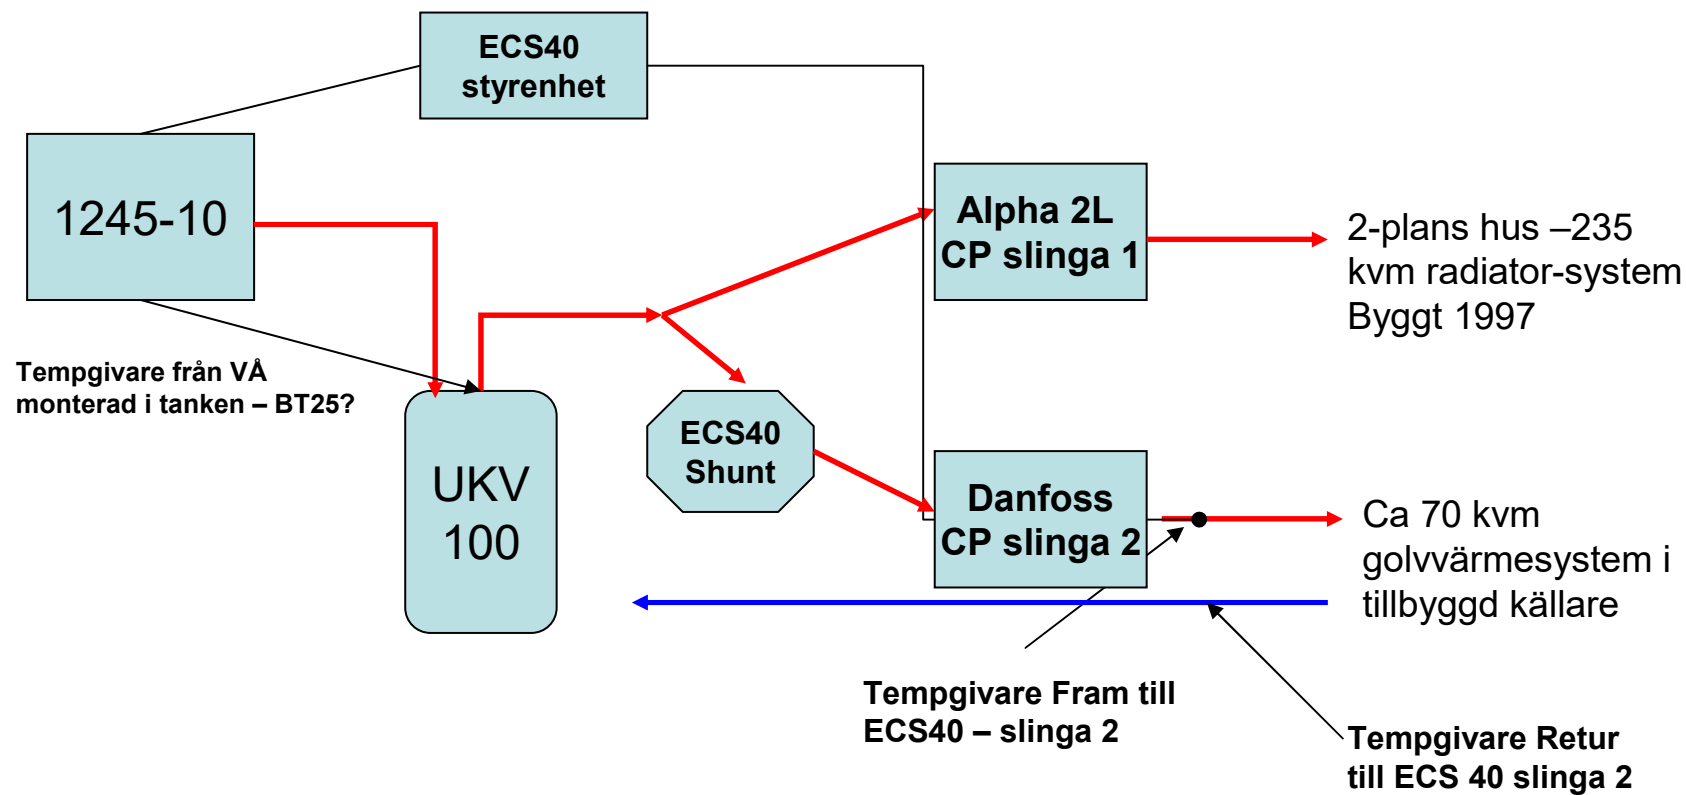 ECS40
styrenhet
1245-10
Alpha 2L
CP slinga 1
2-plans hus –235
kvm radiator-system
Byggt 1997
Tempgivare från VÅ
monterad i tanken – BT25?
UKV
100
ECS40
Shunt
Danfoss
CP slinga 2
Ca 70 kvm
golvvärmesystem i
tillbyggd källare
Tempgivare Fram till
ECS40 – slinga 2
Tempgivare Retur
till ECS 40 slinga 2